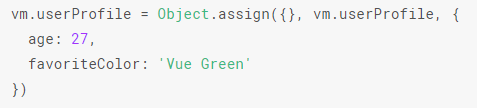 vm.userProfile = Object.assign({}, vm.userProfile, {
  age: 27,
  favoriteColor: 'Vue Green'
})